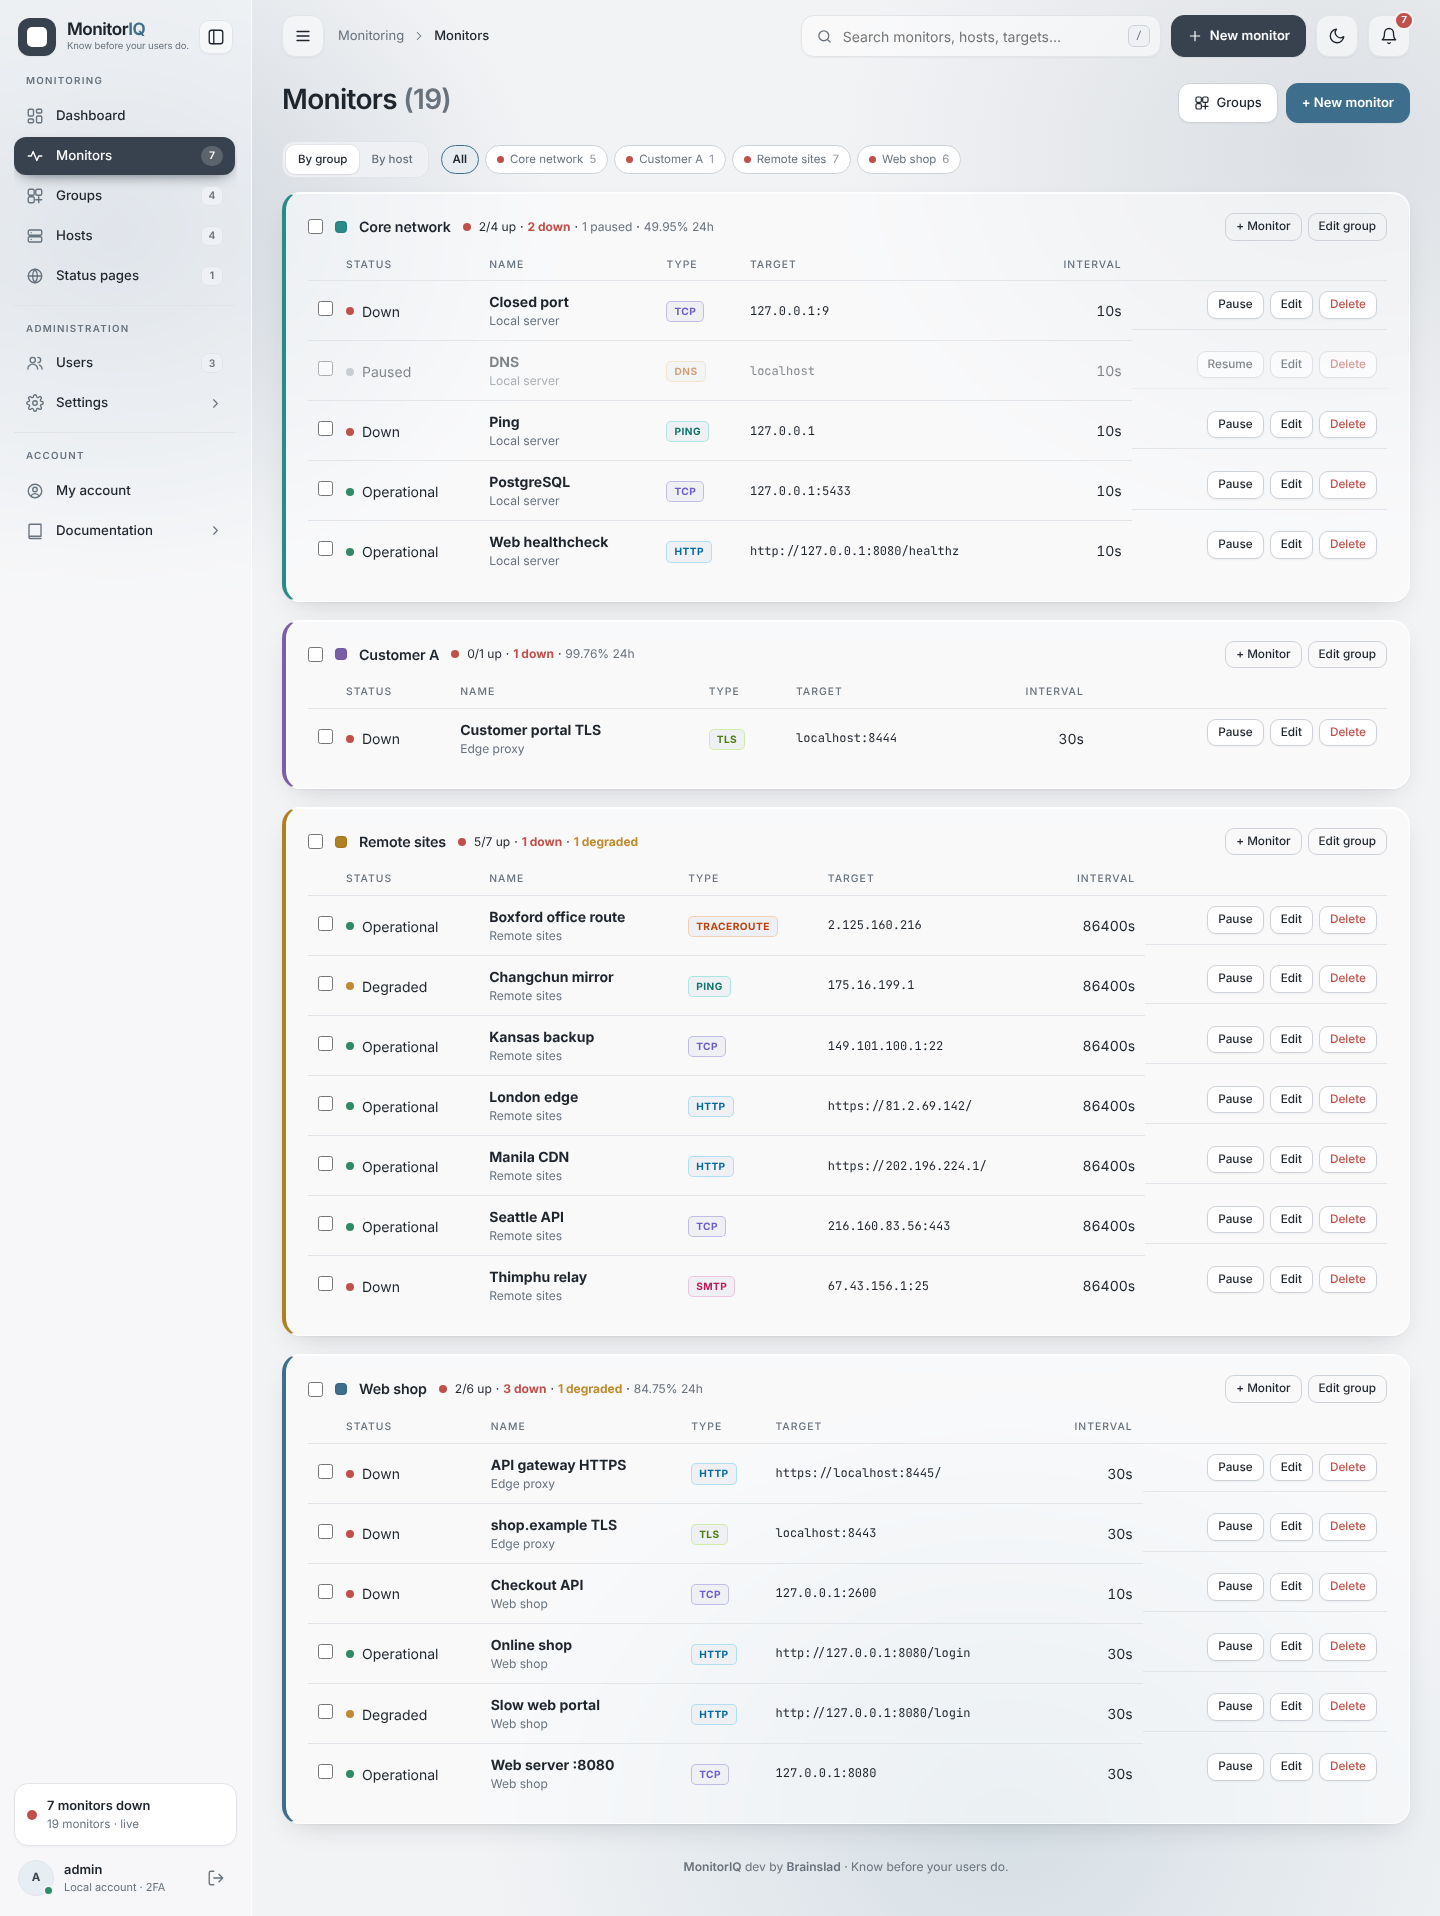 MonitorIQ
Know before your users do.
MONITORING
Dashboard
Monitors 7
Groups 4
Hosts 4
Status pages 1
ADMINISTRATION
Users 3
Settings
ACCOUNT
My account
Documentation
7 monitors down
19 monitors · live
A
admin
Local account · 2FA
Monitoring > Monitors
Search monitors, hosts, targets... /
+ New monitor
7
Monitors (19)
Groups
+ New monitor
By group By host All Core network 5 Customer A 1 Remote sites 7 Web shop 6
Core network 2/4 up · 2 down · 1 paused · 49.95% 24h + Monitor Edit group
STATUS NAME TYPE TARGET INTERVAL
Down Closed port TCP 127.0.0.1:9 10s Pause Edit Delete
Local server
Paused DNS DNS localhost 10s Resume Edit Delete
Local server
Down Ping PING 127.0.0.1 10s Pause Edit Delete
Local server
Operational PostgreSQL TCP 127.0.0.1:5433 10s Pause Edit Delete
Local server
Operational Web healthcheck HTTP http://127.0.0.1:8080/healthz 10s Pause Edit Delete
Local server
Customer A 0/1 up · 1 down · 99.76% 24h + Monitor Edit group
STATUS NAME TYPE TARGET INTERVAL
Down Customer portal TLS TLS localhost:8444 30s Pause Edit Delete
Edge proxy
Remote sites 5/7 up · 1 down · 1 degraded + Monitor Edit group
STATUS NAME TYPE TARGET INTERVAL
Operational Boxford office route TRACEROUTE 2.125.160.216 86400s Pause Edit Delete
Remote sites
Degraded Changchun mirror PING 175.16.199.1 86400s Pause Edit Delete
Remote sites
Operational Kansas backup TCP 149.101.100.1:22 86400s Pause Edit Delete
Remote sites
Operational London edge HTTP https://81.2.69.142/ 86400s Pause Edit Delete
Remote sites
Operational Manila CDN HTTP https://202.196.224.1/ 86400s Pause Edit Delete
Remote sites
Operational Seattle API TCP 216.160.83.56:443 86400s Pause Edit Delete
Remote sites
Down Thimphu relay SMTP 67.43.156.1:25 86400s Pause Edit Delete
Remote sites
Web shop 2/6 up · 3 down · 1 degraded · 84.75% 24h + Monitor Edit group
STATUS NAME TYPE TARGET INTERVAL
Down API gateway HTTPS HTTP https://localhost:8445/ 30s Pause Edit Delete
Edge proxy
Down shop.example TLS TLS localhost:8443 30s Pause Edit Delete
Edge proxy
Down Checkout API TCP 127.0.0.1:2600 10s Pause Edit Delete
Web shop
Operational Online shop HTTP http://127.0.0.1:8080/login 30s Pause Edit Delete
Web shop
Degraded Slow web portal HTTP http://127.0.0.1:8080/login 30s Pause Edit Delete
Web shop
Operational Web server :8080 TCP 127.0.0.1:8080 30s Pause Edit Delete
Web shop
MonitorIQ dev by Brainslad · Know before your users do.